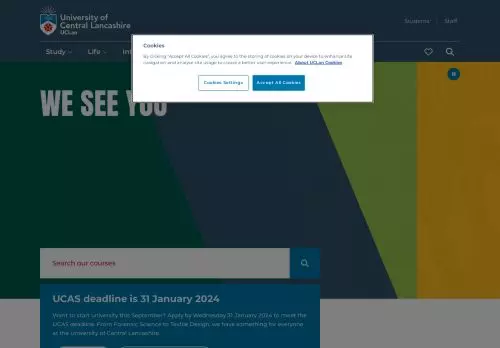 University of
Central Lancashire
UCLan
Students
Staff
Study
Life
Cookies
By clicking "Accept All Cookies", you agree to the storing of cookies on your device to enhance site
navigation and analyse site usage to ensure a better user experience. About UCLan Cookies
Cookies Settings
Accept All Cookies
WE SEE YOU
Search our courses
UCAS deadline is 31 January 2024
Want to start university this September? Apply by Wednesday 31 January 2024 to meet the
UCAS deadline. From Forensic Science to Textile Design, we have something for everyone
at the University of Central Lancashire.